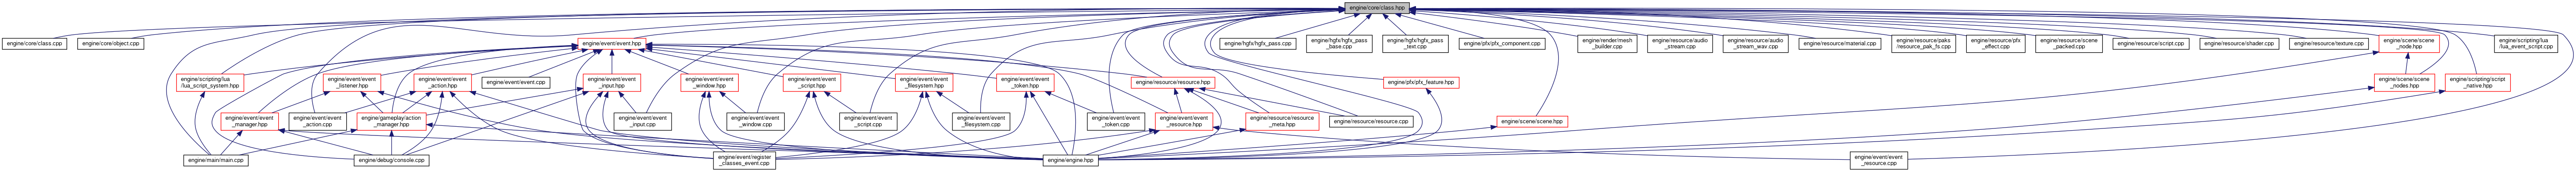 engine/core/class.hpp
engine/core/class.cpp
engine/core/object.cpp
engine/event/event.hpp
engine/hgfx/hgfx_pass.cpp
engine/hgfx/hgfx_pass
_base.cpp
engine/hgfx/hgfx_pass
_text.cpp
engine/pfx/pfx_component.cpp
engine/render/mesh
_builder.cpp
engine/resource/audio
_stream.cpp
engine/resource/audio
_stream_wav.cpp
engine/resource/material.cpp
engine/resource/paks
/resource_pak_fs.cpp
engine/resource/pfx
_effect.cpp
engine/resource/scene
_packed.cpp
engine/resource/script.cpp
engine/resource/shader.cpp
engine/resource/texture.cpp
engine/scene/scene
_node.hpp
engine/scripting/lua
/lua_event_script.cpp
engine/scripting/lua
/lua_script_system.hpp
engine/event/event
_listener.hpp
engine/event/event
_action.hpp
engine/event/event.cpp
engine/event/event
_input.hpp
engine/event/event
_window.hpp
engine/event/event
_script.hpp
engine/event/event
_filesystem.hpp
engine/event/event
_token.hpp
engine/resource/resource.hpp
engine/pfx/pfx_feature.hpp
engine/scene/scene
_nodes.hpp
engine/scripting/script
_native.hpp
engine/event/event
_manager.hpp
engine/event/event
_action.cpp
engine/gameplay/action
_manager.hpp
engine/event/event
_input.cpp
engine/event/event
_window.cpp
engine/event/event
_script.cpp
engine/event/event
_filesystem.cpp
engine/event/event
_token.cpp
engine/event/event
_resource.hpp
engine/resource/resource
_meta.hpp
engine/resource/resource.cpp
engine/scene/scene.hpp
engine/main/main.cpp
engine/debug/console.cpp
engine/event/register
_classes_event.cpp
engine/engine.hpp
engine/event/event
_resource.cpp